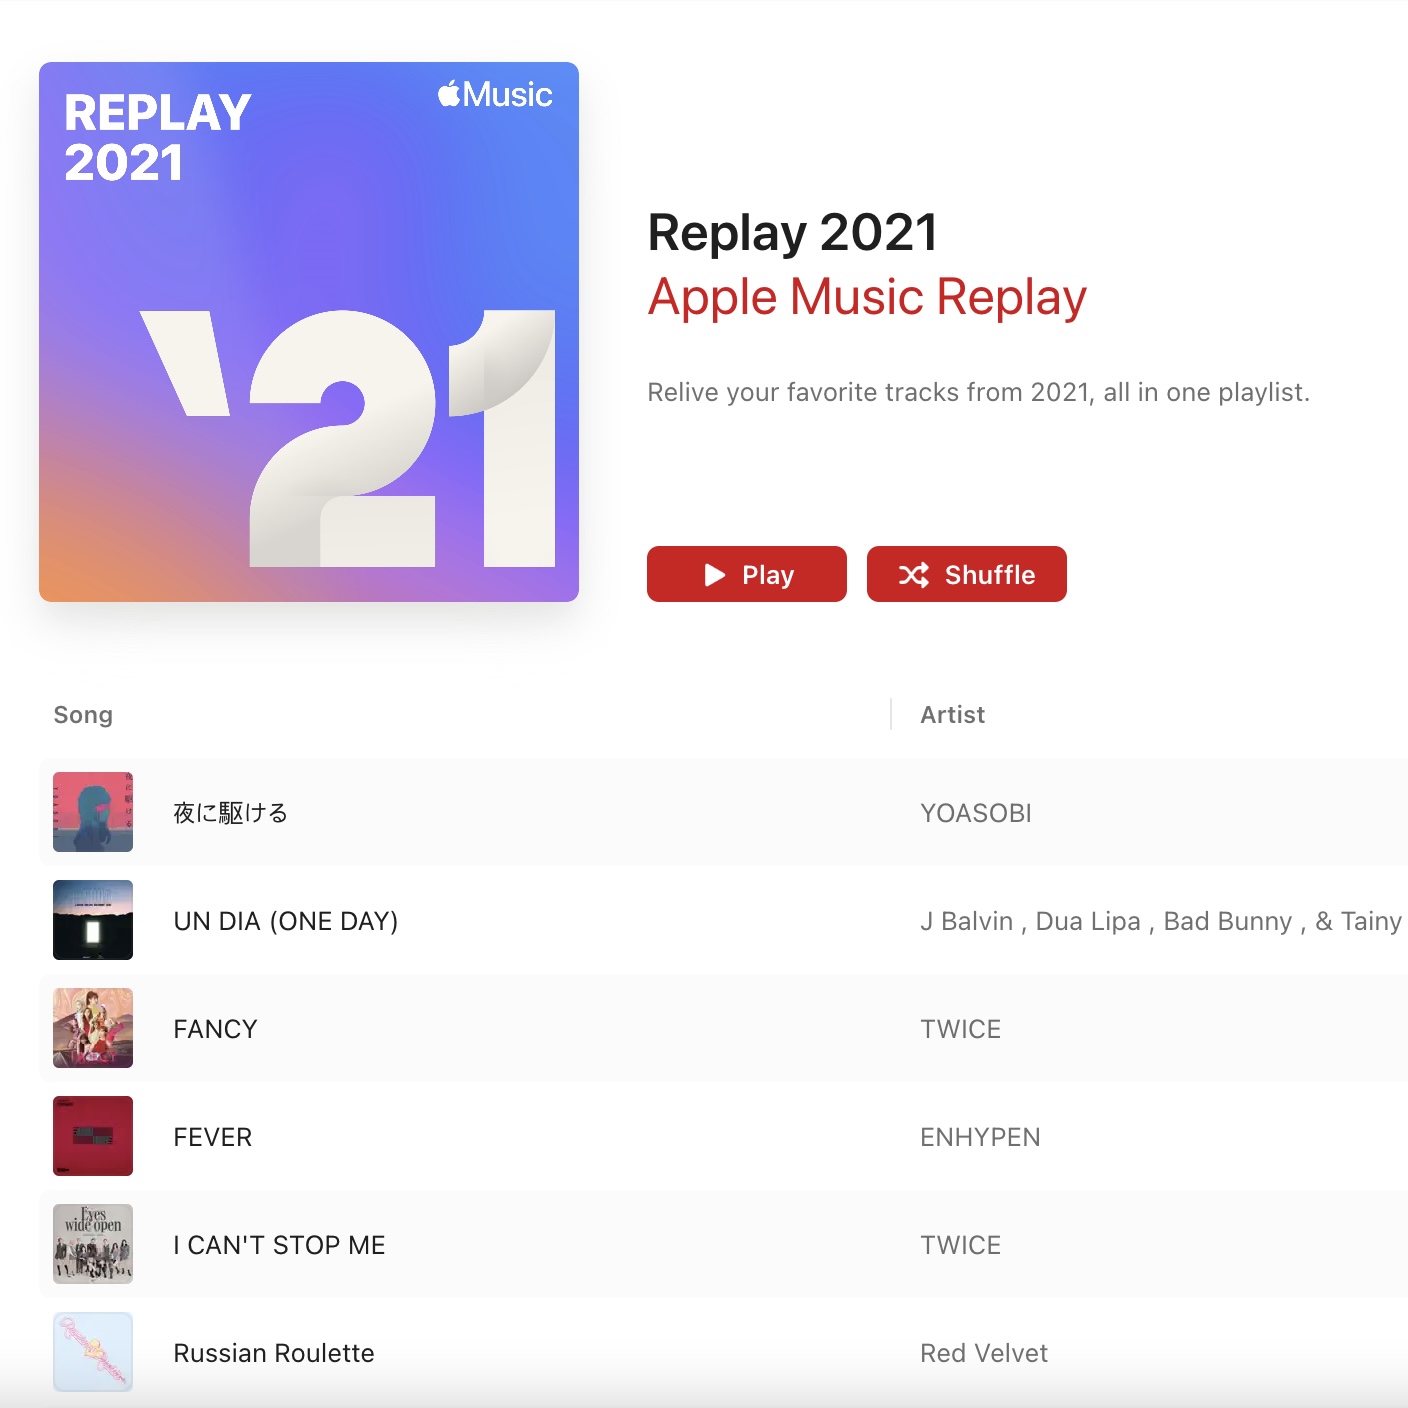 REPLAY
2021
Music
'21
Replay 2021
Apple Music Replay
Relive your favorite tracks from 2021, all in one playlist.
Play
Shuffle
Song
Artist
夜に駆ける
YOASOBI
UN DIA (ONE DAY)
J Balvin , Dua Lipa , Bad Bunny , & Tainy
FANCY
TWICE
FEVER
ENHYPEN
Eyes
wide open
I CAN'T STOP ME
TWICE
Russian Roulette
Red Velvet